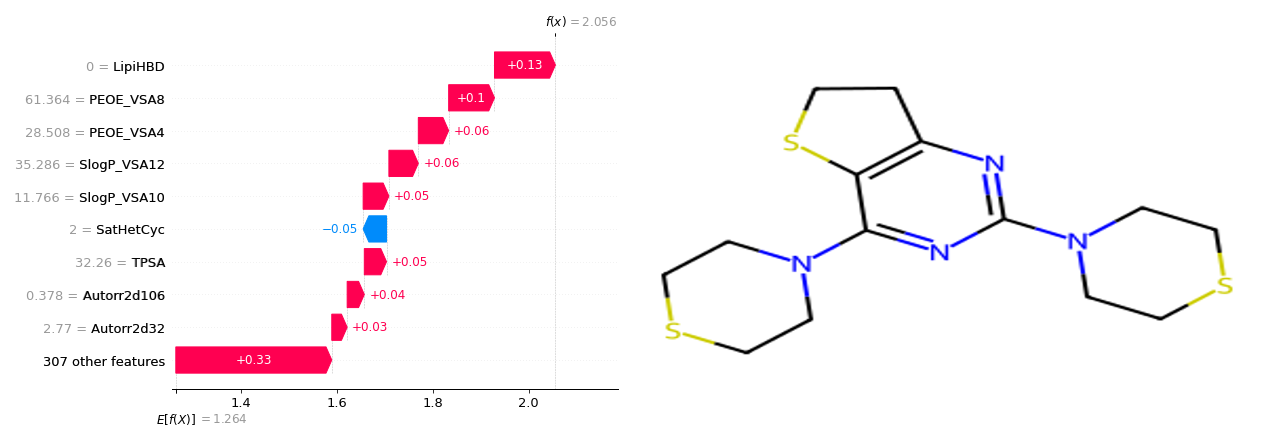 f(x) = 2.056
0 = LipiHBD +0.13
61.364 = PEOE_VSA8 +0.1
28.508 = PEOE_VSA4 +0.06
35.286 = SlogP_VSA12 +0.06
11.766 = SlogP_VSA10 +0.05
2 = SatHetCyc −0.05
32.26 = TPSA +0.05
0.378 = Autorr2d106 +0.04
2.77 = Autorr2d32 +0.03
307 other features +0.33
1.4 1.6 1.8 2.0
E[f(X)] = 1.264
S
N
N
N
N
S
S